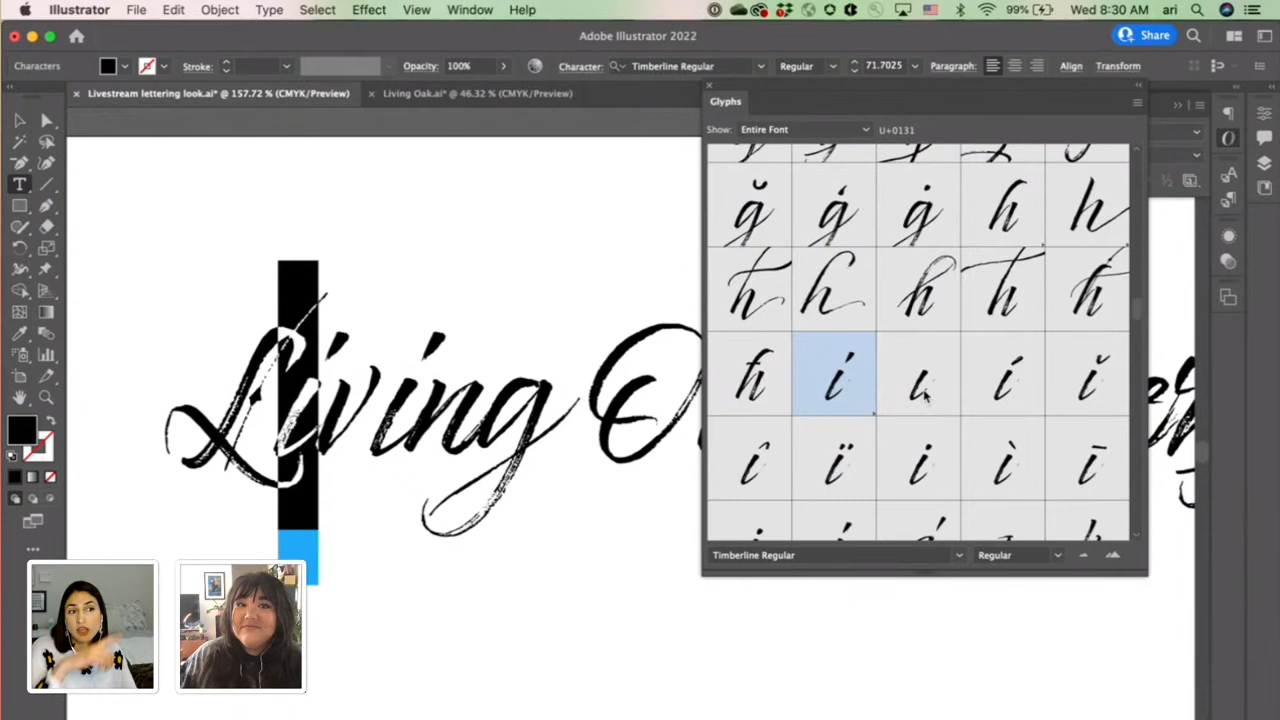 Illustrator File Edit Object Type Select Effect View Window Help 99% Wed 8:30 AM ari
Adobe Illustrator 2022 Share
Characters Stroke: Opacity: 100% Character: Timberline Regular Regular 71.7025 Paragraph: Align Transform
× Livestream lettering look.ai* @ 157.72 % (CMYK/Preview) × Living Oak.ai* @ 46.32 % (CMYK/Preview)
Glyphs
Show: Entire Font U+0131
ğ ġ ġ h h
ħ h h ħ ħ
ħ i ı í ĭ
î ï i ì ī
Living
Timberline Regular Regular